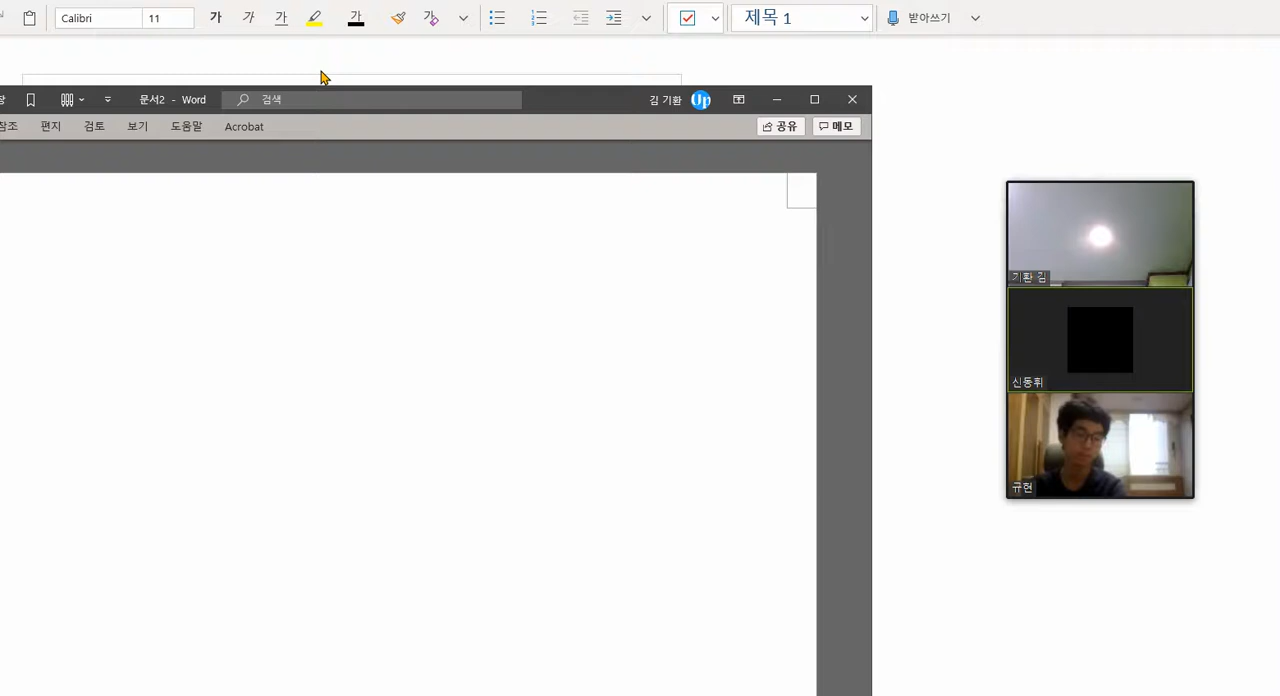 Calibri 11 가 가 가 가 가 제목 1 받아쓰기
문서2 - Word 검색 김 기환 Up
참조 편지 검토 보기 도움말 Acrobat 공유 메모
기환 김
신동휘
규현